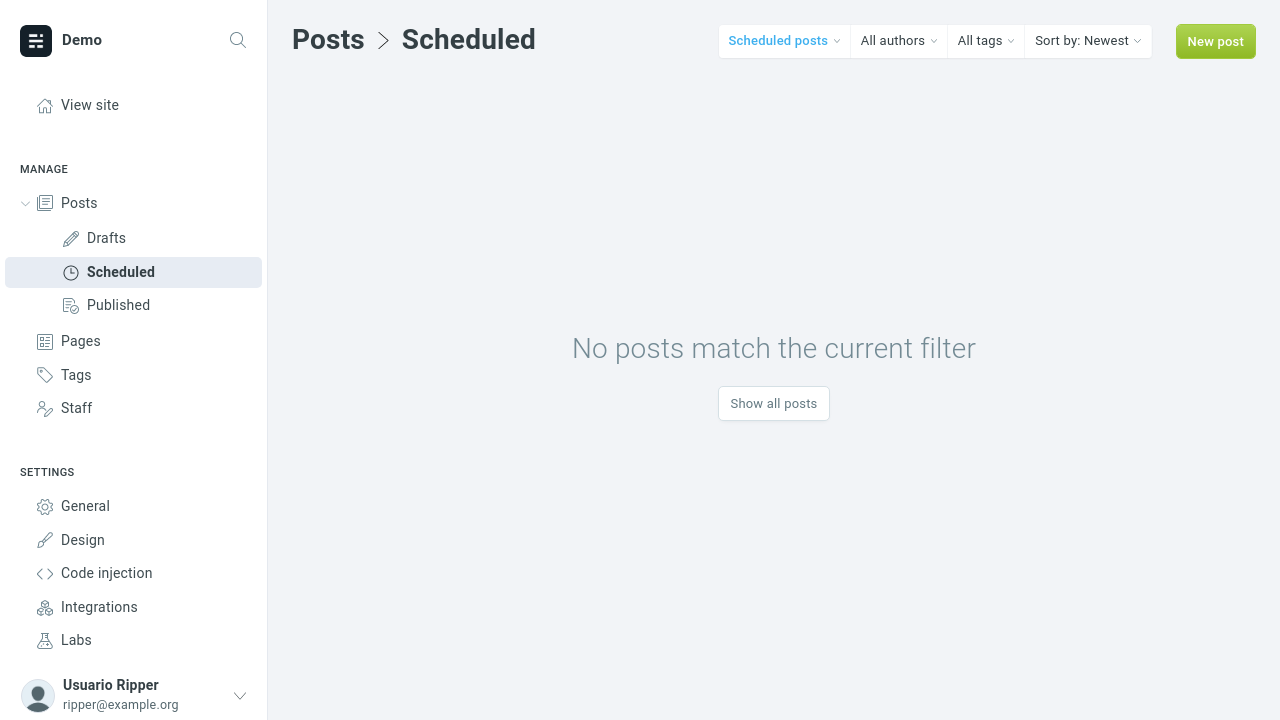 Demo
View site
MANAGE
Posts
Drafts
Scheduled
Published
Pages
Tags
Staff
SETTINGS
General
Design
Code injection
Integrations
Labs
Usuario Ripper
ripper@example.org
Posts > Scheduled
Scheduled posts
All authors
All tags
Sort by: Newest
New post
No posts match the current filter
Show all posts